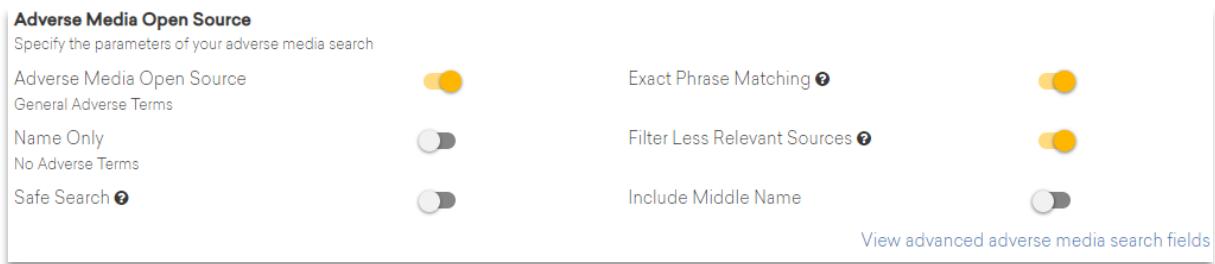 Adverse Media Open Source
Specify the parameters of your adverse media search
Adverse Media Open Source
General Adverse Terms
Exact Phrase Matching ?
Name Only
No Adverse Terms
Filter Less Relevant Sources ?
Safe Search ?
Include Middle Name
View advanced adverse media search fields